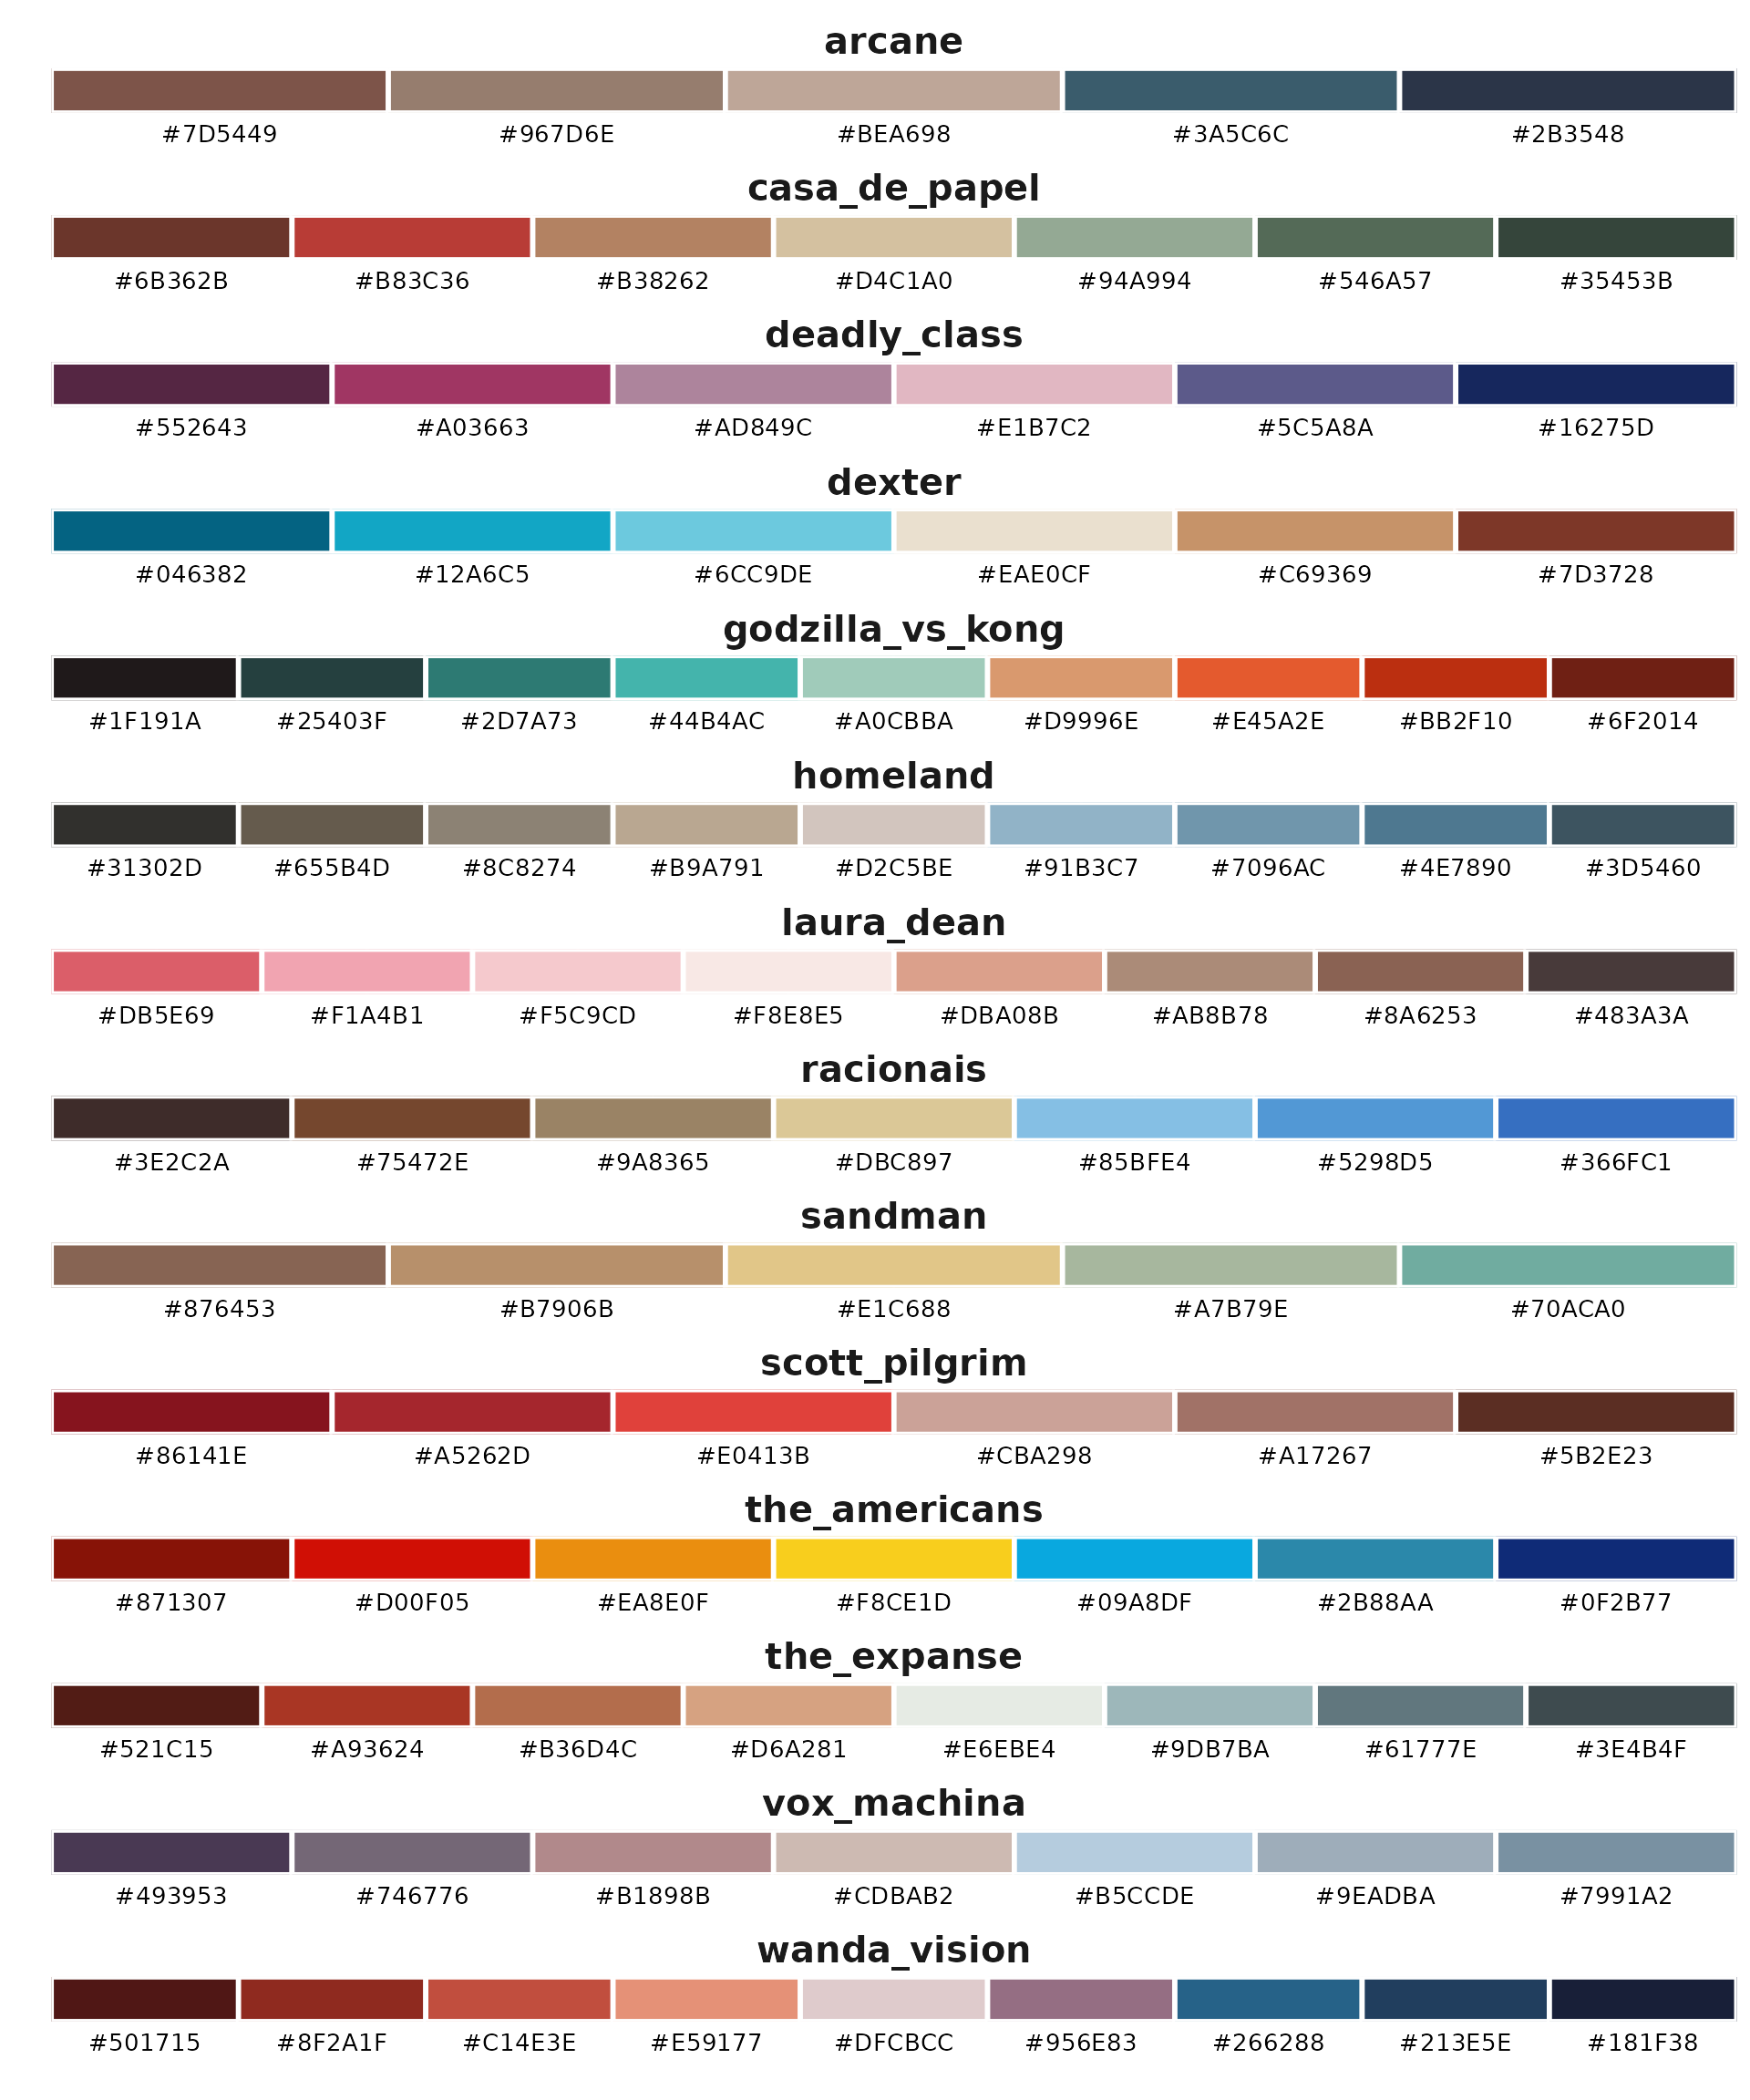 arcane
#7D5449 #967D6E #BEA698 #3A5C6C #2B3548
casa_de_papel
#6B362B #B83C36 #B38262 #D4C1A0 #94A994 #546A57 #35453B
deadly_class
#552643 #A03663 #AD849C #E1B7C2 #5C5A8A #16275D
dexter
#046382 #12A6C5 #6CC9DE #EAE0CF #C69369 #7D3728
godzilla_vs_kong
#1F191A #25403F #2D7A73 #44B4AC #A0CBBA #D9996E #E45A2E #BB2F10 #6F2014
homeland
#31302D #655B4D #8C8274 #B9A791 #D2C5BE #91B3C7 #7096AC #4E7890 #3D5460
laura_dean
#DB5E69 #F1A4B1 #F5C9CD #F8E8E5 #DBA08B #AB8B78 #8A6253 #483A3A
racionais
#3E2C2A #75472E #9A8365 #DBC897 #85BFE4 #5298D5 #366FC1
sandman
#876453 #B7906B #E1C688 #A7B79E #70ACA0
scott_pilgrim
#86141E #A5262D #E0413B #CBA298 #A17267 #5B2E23
the_americans
#871307 #D00F05 #EA8E0F #F8CE1D #09A8DF #2B88AA #0F2B77
the_expanse
#521C15 #A93624 #B36D4C #D6A281 #E6EBE4 #9DB7BA #61777E #3E4B4F
vox_machina
#493953 #746776 #B1898B #CDBAB2 #B5CCDE #9EADBA #7991A2
wanda_vision
#501715 #8F2A1F #C14E3E #E59177 #DFCBCC #956E83 #266288 #213E5E #181F38